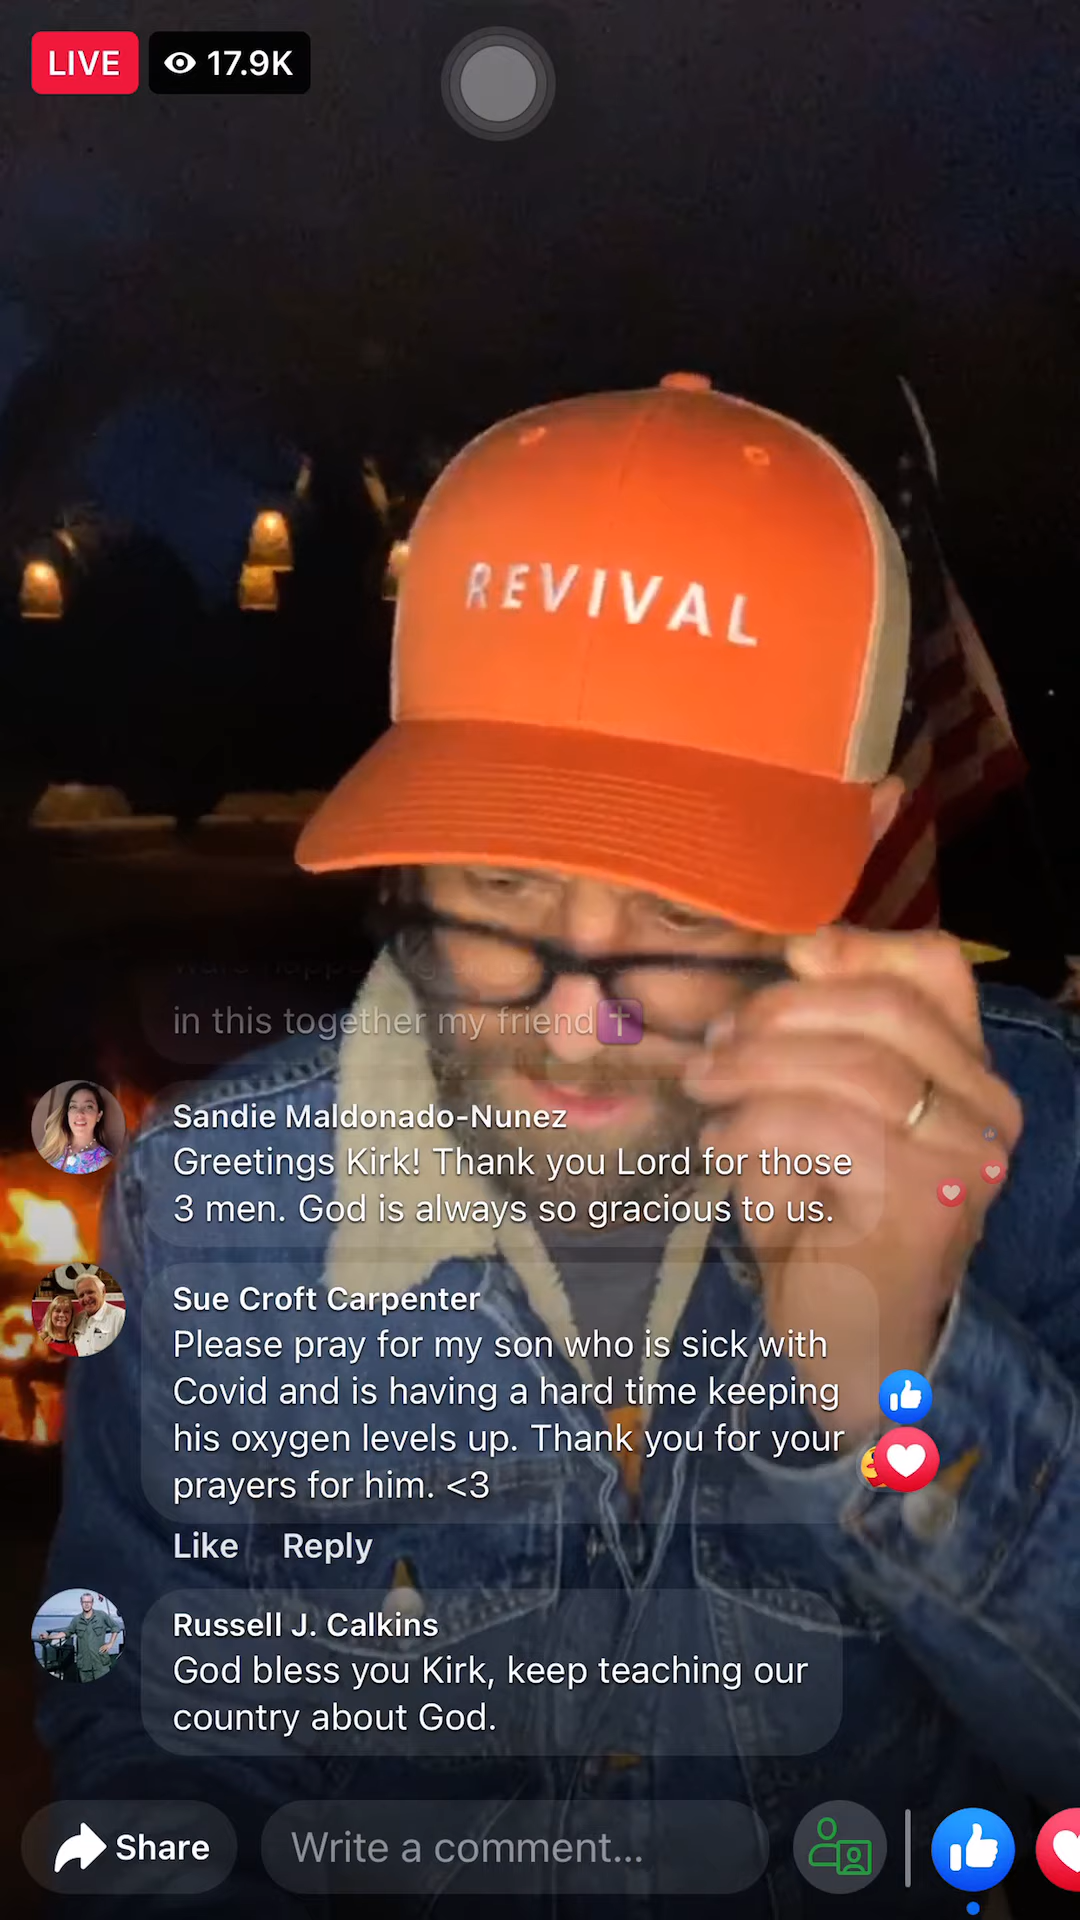 LIVE
17.9K
REVIVAL
in this together my friend
Sandie Maldonado-Nunez
Greetings Kirk! Thank you Lord for those
3 men. God is always so gracious to us.
Sue Croft Carpenter
Please pray for my son who is sick with
Covid and is having a hard time keeping
his oxygen levels up. Thank you for your
prayers for him. <3
Like Reply
Russell J. Calkins
God bless you Kirk, keep teaching our
country about God.
Share
Write a comment...